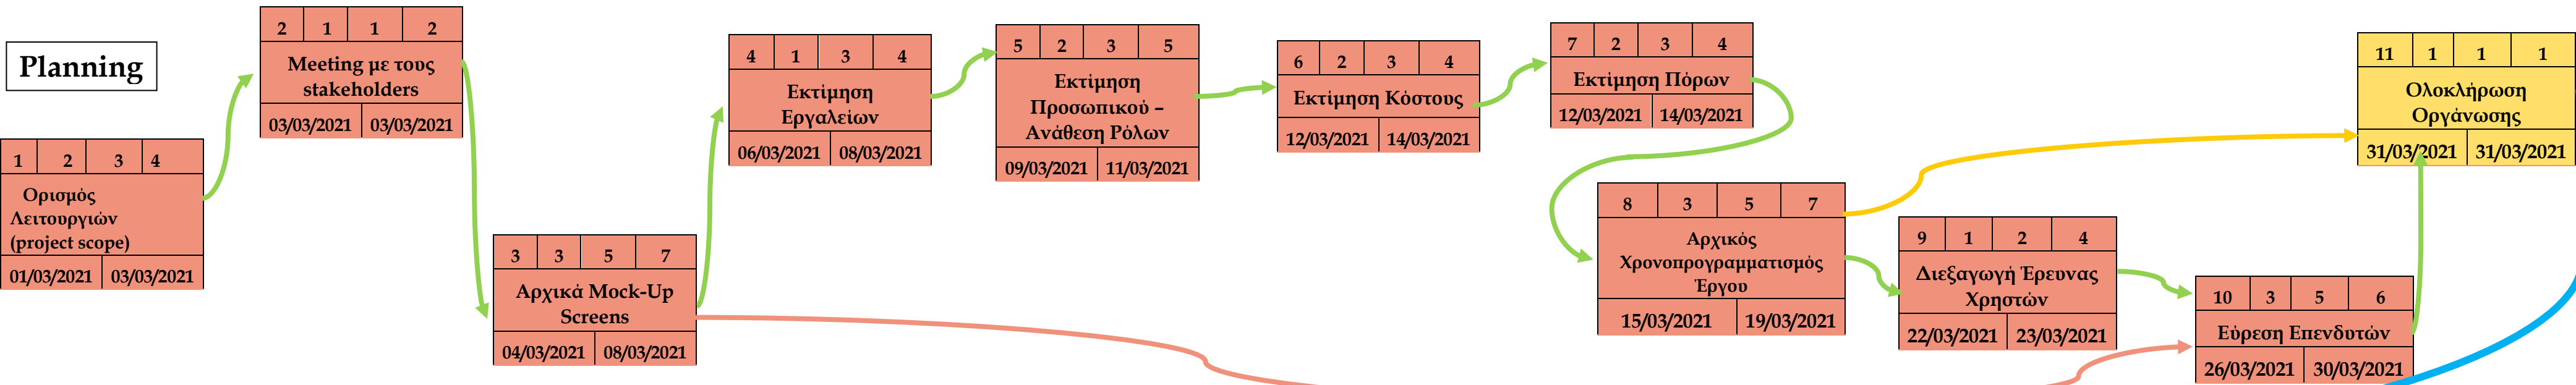 Planning
1 2 3 4
Ορισμός
Λειτουργιών
(project scope)
01/03/2021 03/03/2021
2 1 1 2
Meeting με τους
stakeholders
03/03/2021 03/03/2021
3 3 5 7
Αρχικά Mock-Up
Screens
04/03/2021 08/03/2021
4 1 3 4
Εκτίμηση
Εργαλείων
06/03/2021 08/03/2021
5 2 3 5
Εκτίμηση
Προσωπικού –
Ανάθεση Ρόλων
09/03/2021 11/03/2021
6 2 3 4
Εκτίμηση Κόστους
12/03/2021 14/03/2021
7 2 3 4
Εκτίμηση Πόρων
12/03/2021 14/03/2021
8 3 5 7
Αρχικός
Χρονοπρογραμματισμός
Έργου
15/03/2021 19/03/2021
9 1 2 4
Διεξαγωγή Έρευνας
Χρηστών
22/03/2021 23/03/2021
10 3 5 6
Εύρεση Επενδυτών
26/03/2021 30/03/2021
11 1 1 1
Ολοκλήρωση
Οργάνωσης
31/03/2021 31/03/2021